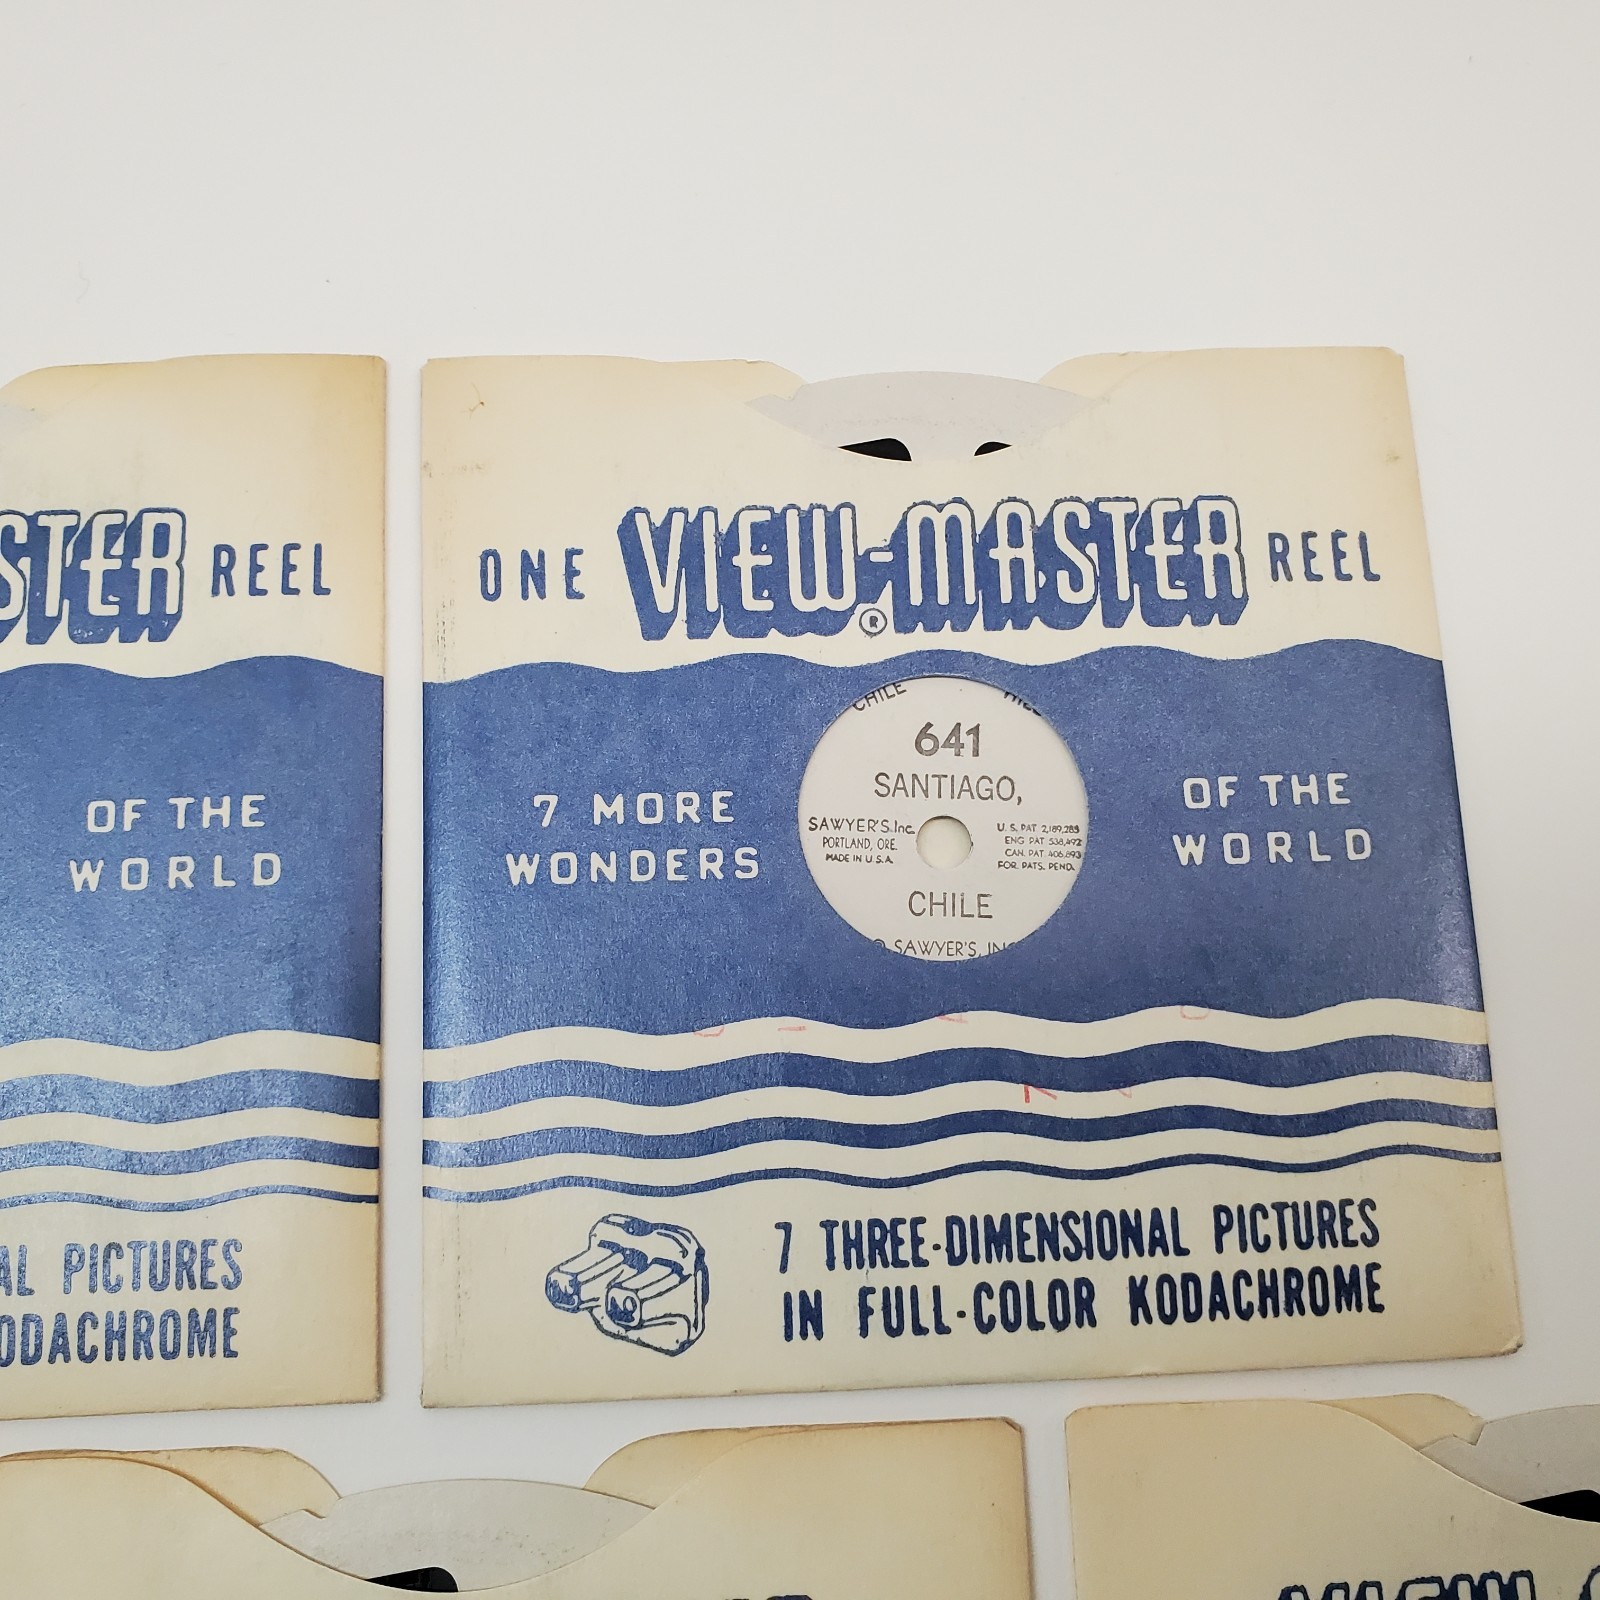 STER REEL
OF THE
WORLD
AL PICTURES
ODACHROME
ONE VIEW-MASTER® REEL
7 MORE
WONDERS
CHILE
641
SANTIAGO,
SAWYER'S Inc.
PORTLAND, ORE.
MADE IN U.S.A.
U.S. PAT 2,189,285
ENG PAT 538,492
CAN. PAT 406,893
FOR. PATS. PEND.
CHILE
SAWYER'S, INC
OF THE
WORLD
7 THREE-DIMENSIONAL PICTURES
IN FULL-COLOR KODACHROME